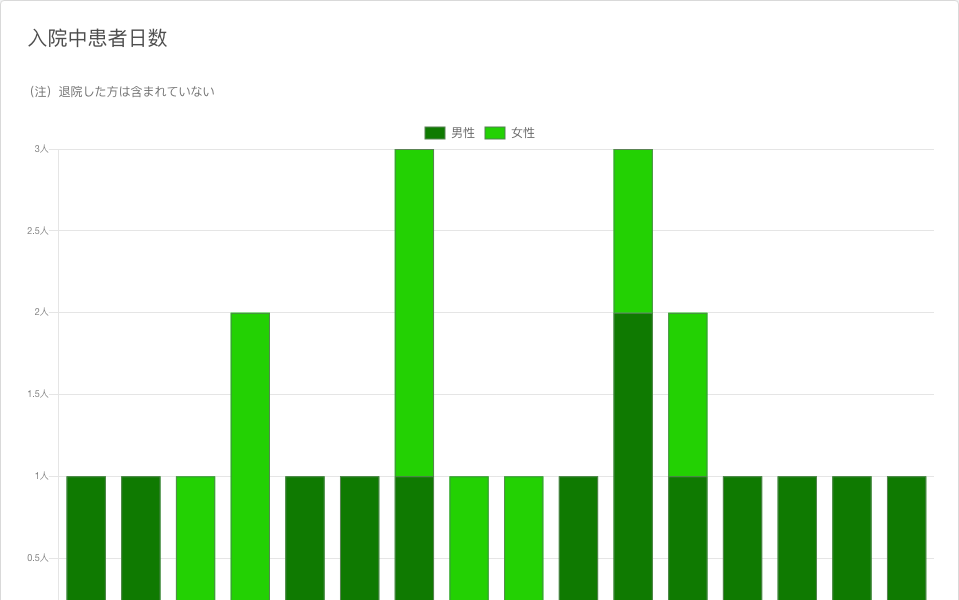 入院中患者日数
（注）退院した方は含まれていない
男性 女性
3人
2.5人
2人
1.5人
1人
0.5人